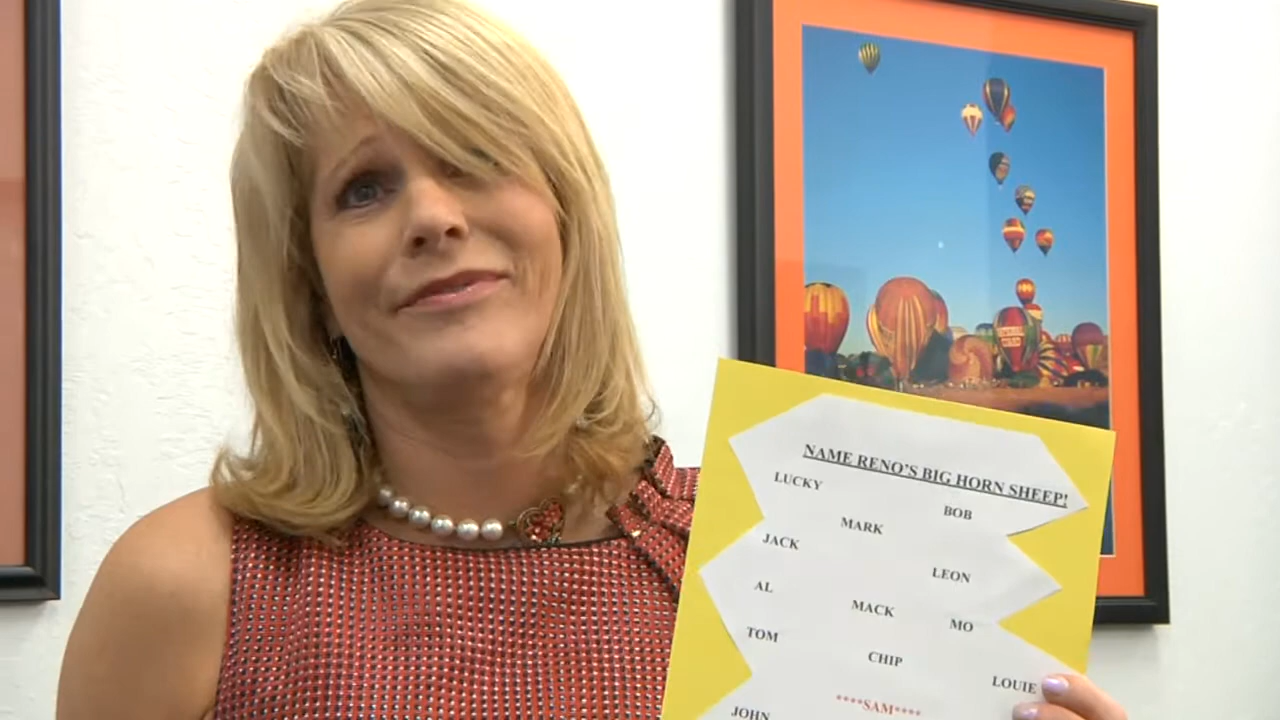 NAME RENO'S BIG HORN SHEEP!
LUCKY
BOB
MARK
JACK
LEON
AL
MACK
MO
TOM
CHIP
LOUIE
****SAM****
JOHN